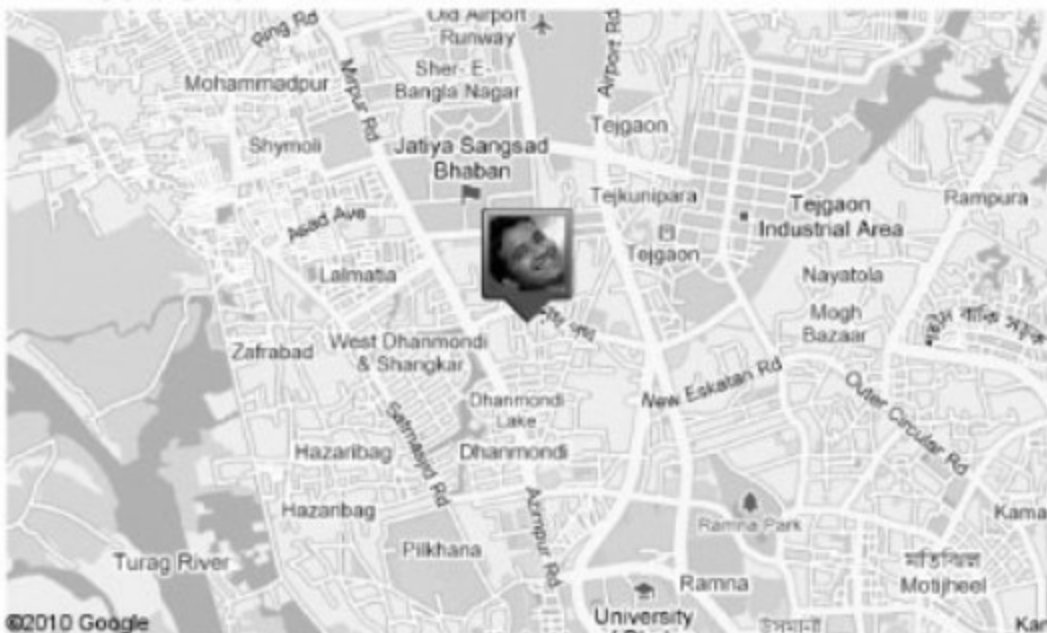 Ring Rd
Old Airport
Runway
Airport Rd
Mohammadpur
Mirpur Rd
Sher- E-
Bangla Nagar
Tejgaon
Shymoli
Jatiya Sangsad
Bhaban
Tejkunipara
Tejgaon
Industrial Area
Rampura
Asad Ave
Tejgaon
Lalmatia
Nayatola
Mogh
Bazaar
Zafrabad
West Dhanmondi
& Shangkar
New Eskatan Rd
Outer Circular Rd
Dhanmondi
Lake
Satmasjid Rd
Hazaribag
Dhanmondi
Hazaribag
Azimpur Rd
Ramna Park
Kama
Pilkhana
Turag River
Ramna
মতিঝিল
Motijheel
©2010 Google
University
Kar